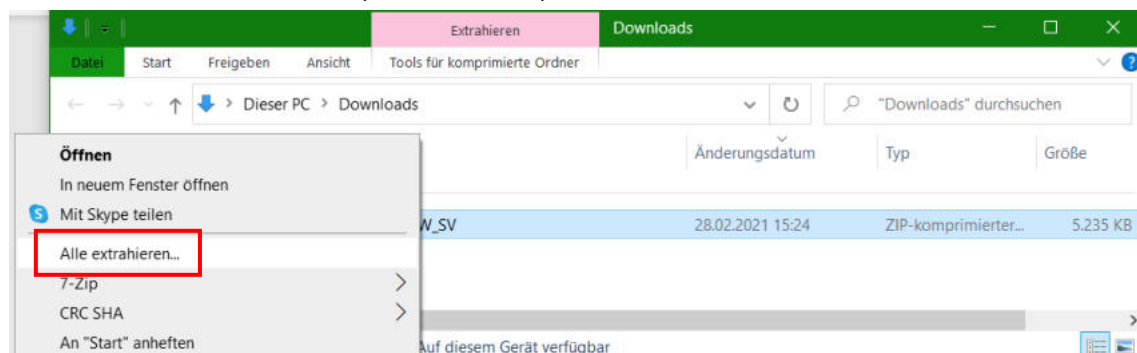 Extrahieren Downloads
Datei Start Freigeben Ansicht Tools für komprimierte Ordner
Dieser PC > Downloads "Downloads" durchsuchen
Änderungsdatum Typ Größe
Öffnen
In neuem Fenster öffnen
Mit Skype teilen
_SV 28.02.2021 15:24 ZIP-komprimierter... 5.235 KB
Alle extrahieren...
7-Zip
CRC SHA
An "Start" anheften
Auf diesem Gerät verfügbar